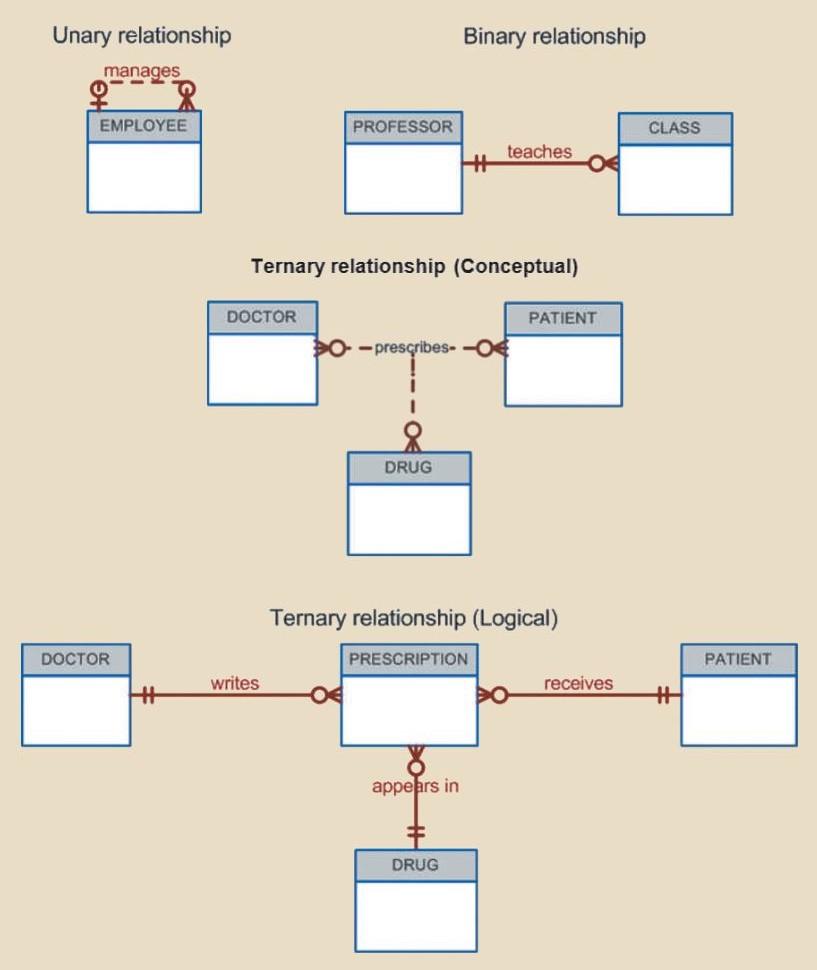 Unary relationship
Binary relationship
manages
EMPLOYEE
PROFESSOR
teaches
CLASS
Ternary relationship (Conceptual)
DOCTOR
prescribes
PATIENT
DRUG
Ternary relationship (Logical)
DOCTOR
writes
PRESCRIPTION
receives
PATIENT
appears in
DRUG